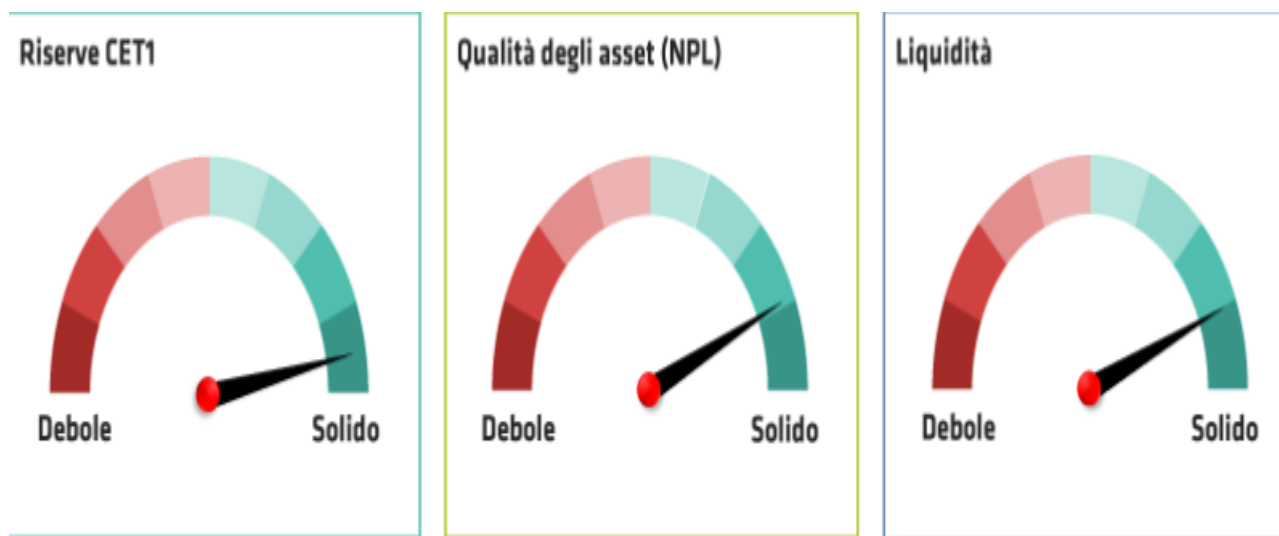 Riserve CET1
Debole
Solido
Qualità degli asset (NPL)
Debole
Solido
Liquidità
Debole
Solido